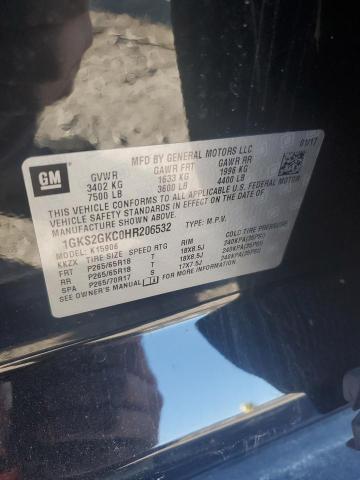 GM
MFD BY GENERAL MOTORS LLC
01/17
GVWR GAWR FRT GAWR RR
3402 KG 1633 KG 1996 KG
7500 LB 3600 LB 4400 LB
THIS VEHICLE CONFORMS TO ALL APPLICABLE U.S. FEDERAL MOTOR
VEHICLE SAFETY STANDARDS IN EFFECT ON THE DATE OF
MANUFACTURE SHOWN ABOVE.
1GKS2GKC0HR206532 TYPE: M.P.V.
MODEL: K15906
KKZX TIRE SIZE SPEED RTG RIM COLD TIRE PRESSURE
FRT P265/65R18 T 18X8.5J 240KPA(35PSI)
RR P265/65R18 T 18X8.5J 240KPA(35PSI)
SPA P265/70R17 T 17X7.5J 240KPA(35PSI)
SEE OWNER'S MANUAL FOR